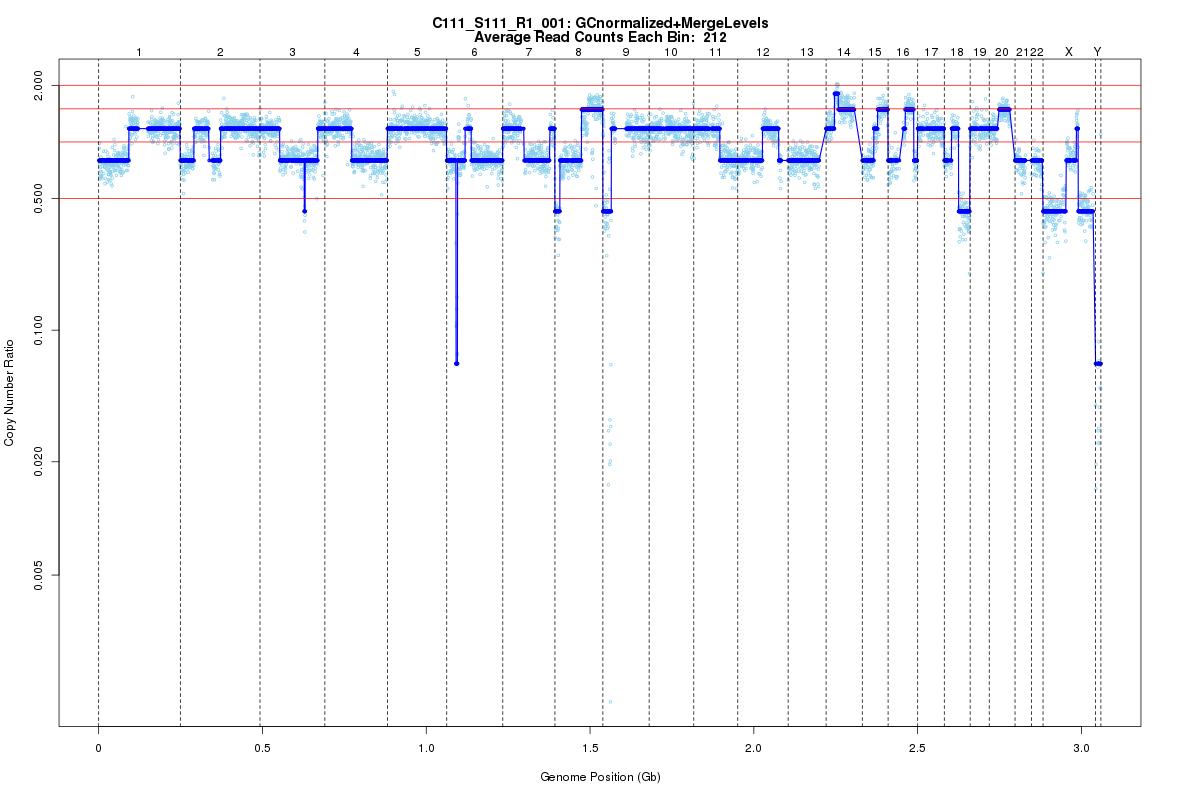 C111_S111_R1_001: GCnormalized+MergeLevels
Average Read Counts Each Bin: 212
1 2 3 4 5 6 7 8 9 10 11 12 13 14 15 16 17 18 19 20 21 22 X Y
2.000
0.500
0.100
0.020
0.005
Copy Number Ratio
0 0.5 1.0 1.5 2.0 2.5 3.0
Genome Position (Gb)